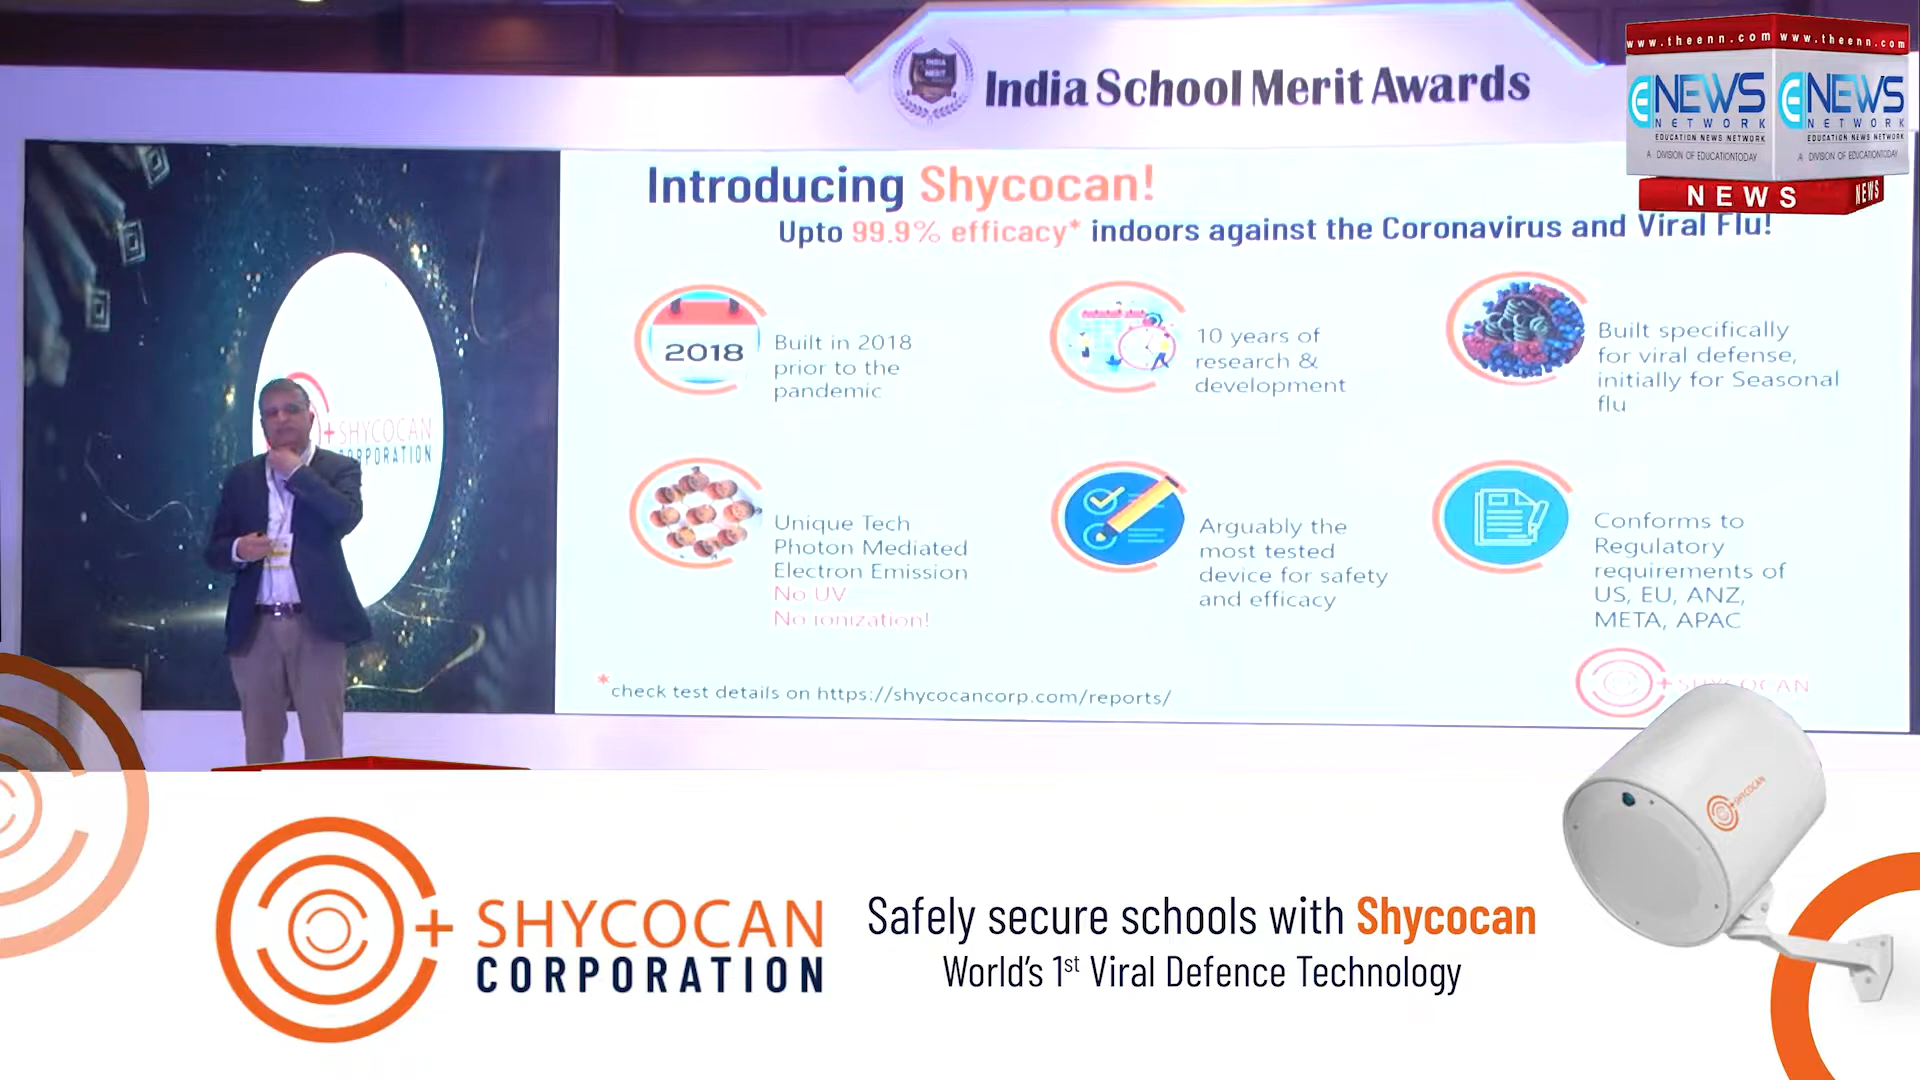 India School Merit Awards
www.theenn.com www.theenn.com
ENEWS ENEWS
NETWORK NETWORK
EDUCATION NEWS NETWORK EDUCATION NEWS NETWORK
A DIVISION OF EDUCATIONTODAY A DIVISION OF EDUCATIONTODAY
NEWS NEWS
Introducing Shycocan!
Upto 99.9% efficacy* indoors against the Coronavirus and Viral Flu!
2018
Built in 2018
prior to the
pandemic
10 years of
research &
development
Built specifically
for viral defense,
initially for Seasonal
flu
Unique Tech
Photon Mediated
Electron Emission
No UV
No Ionization!
Arguably the
most tested
device for safety
and efficacy
Conforms to
Regulatory
requirements of
US, EU, ANZ,
META, APAC
*check test details on https://shycocancorp.com/reports/
+SHYCOCAN
+SHYCOCAN
CORPORATION
SHYCOCAN
+SHYCOCAN
CORPORATION
Safely secure schools with Shycocan
World's 1st Viral Defence Technology